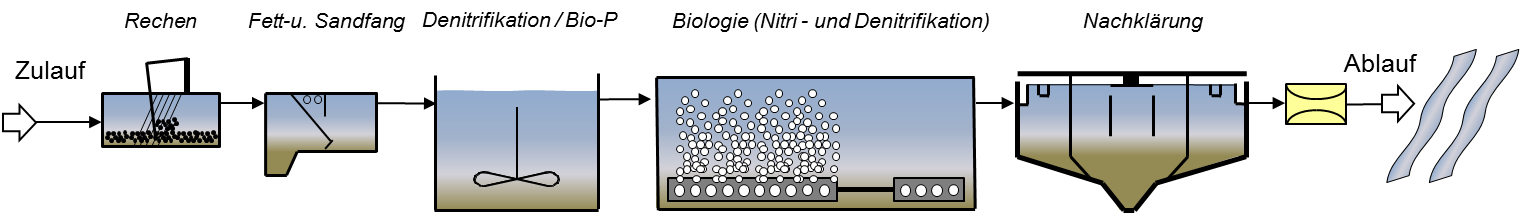 Rechen
Fett-u. Sandfang
Denitrifikation / Bio-P
Biologie (Nitri - und Denitrifikation)
Nachklärung
Zulauf
Ablauf